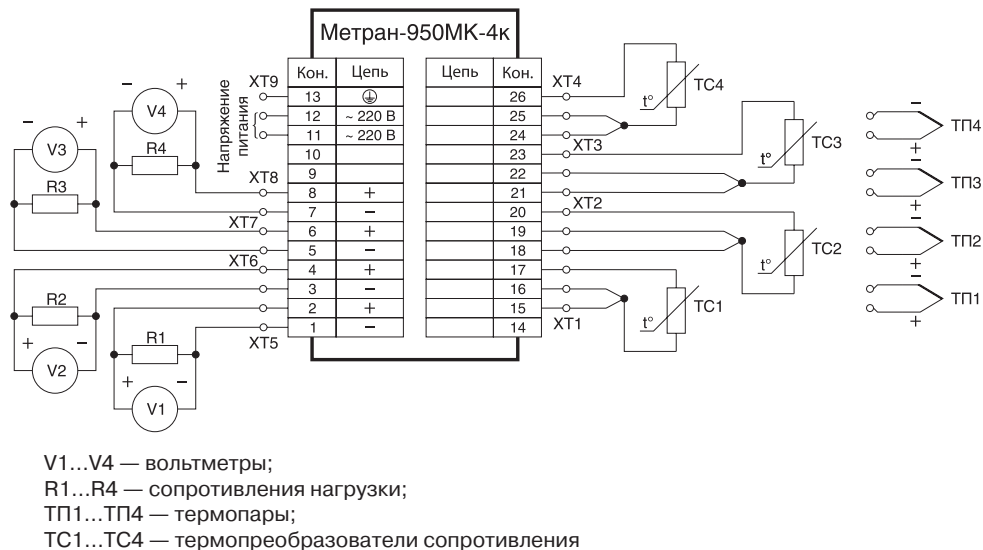 Метран-950МК-4к
Кон. Цепь Цепь Кон.
XT9 13 26 XT4
12 ~ 220 В 25
11 ~ 220 В 24
Напряжение
питания
10 23 XT3
9 22
XT8 8 + 21
7 – 20 XT2
XT7 6 + 19
5 – 18
XT6 4 + 17
3 – 16
2 + 15
XT5 1 – 14 XT1
– V4 +
R4
– V3 +
R3
R2
+ V2 –
R1
+ V1 –
t° TC4
t° TC3
t° TC2
t° TC1
–
ТП4
+
–
ТП3
+
–
ТП2
+
–
ТП1
+
V1...V4 — вольтметры;
R1...R4 — сопротивления нагрузки;
ТП1...ТП4 — термопары;
ТС1...ТС4 — термопреобразователи сопротивления